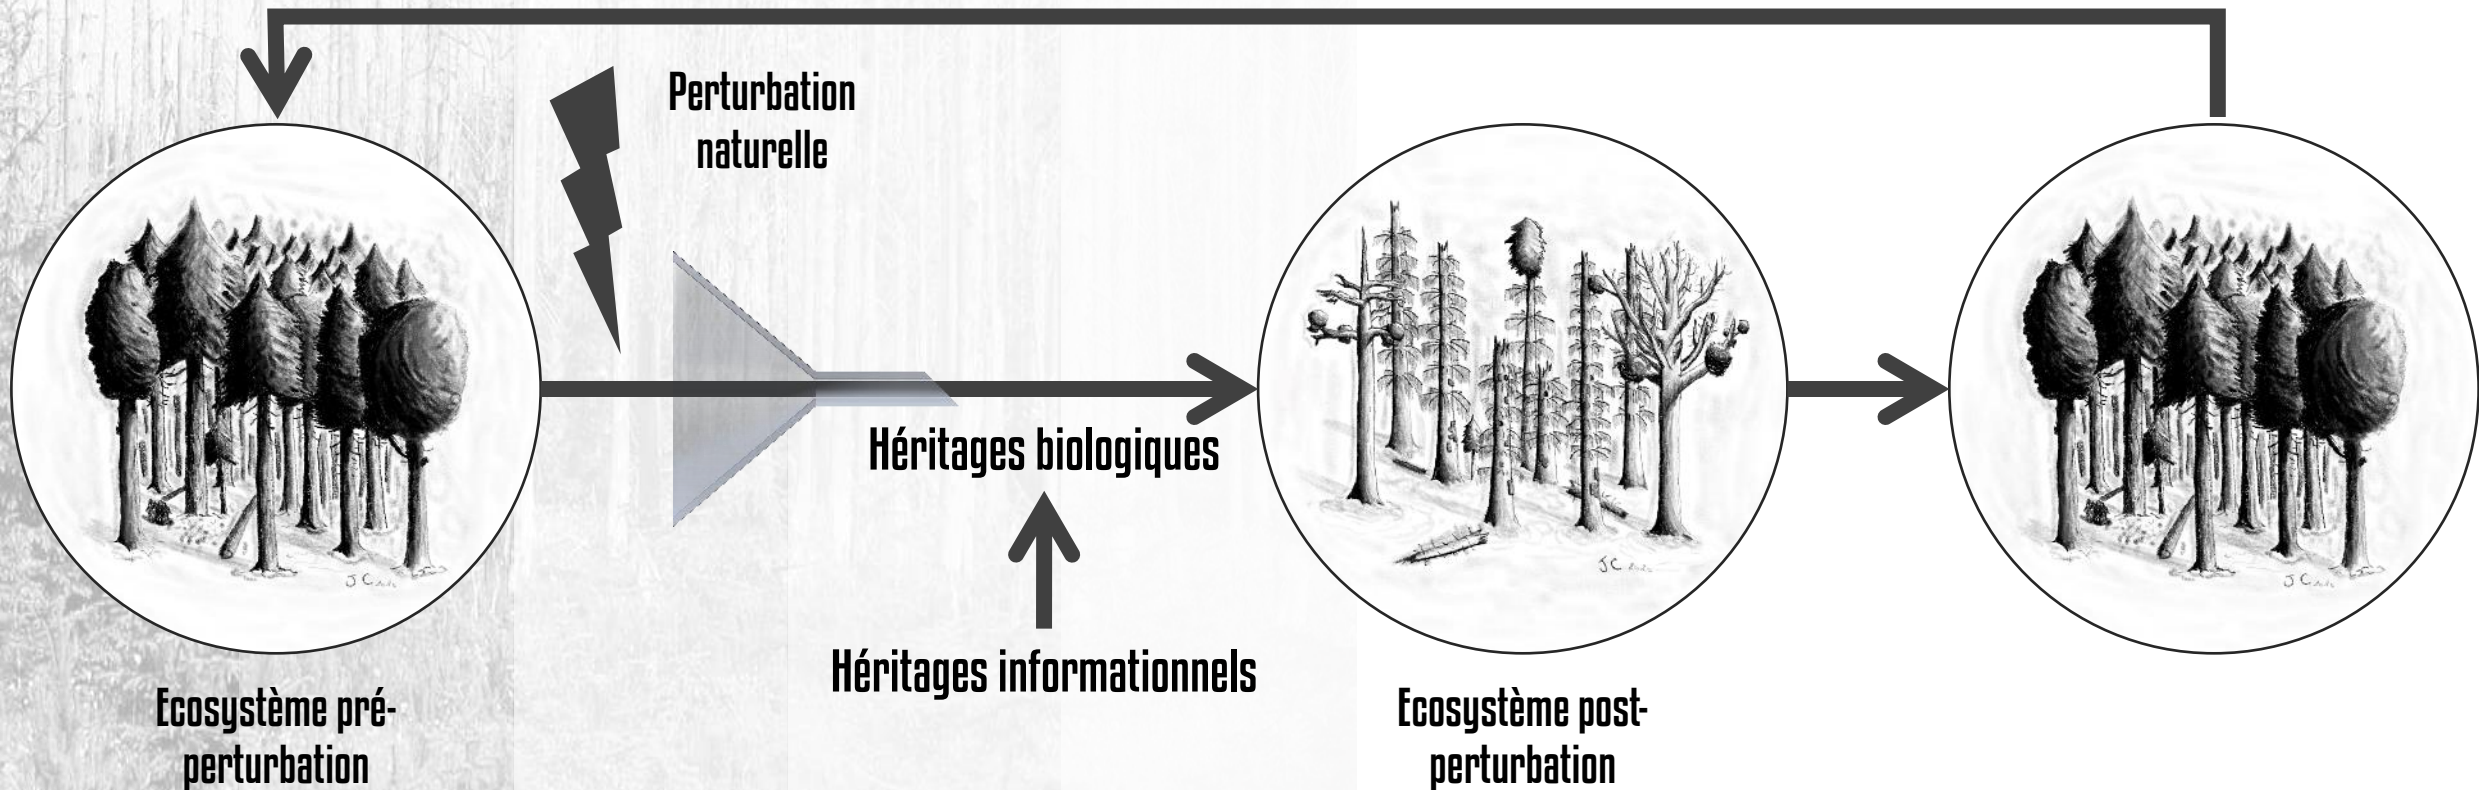 Perturbation
naturelle
Héritages biologiques
Héritages informationnels
Ecosystème pré-
perturbation
Ecosystème post-
perturbation